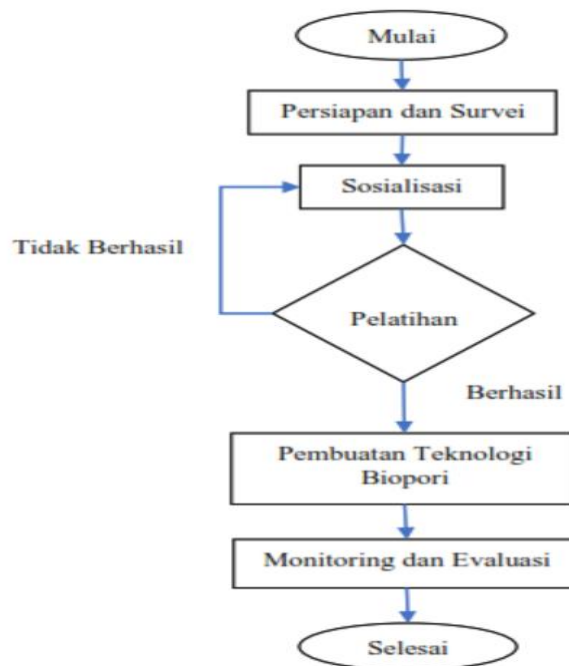 Mulai
Persiapan dan Survei
Sosialisasi
Tidak Berhasil
Pelatihan
Berhasil
Pembuatan Teknologi
Biopori
Monitoring dan Evaluasi
Selesai